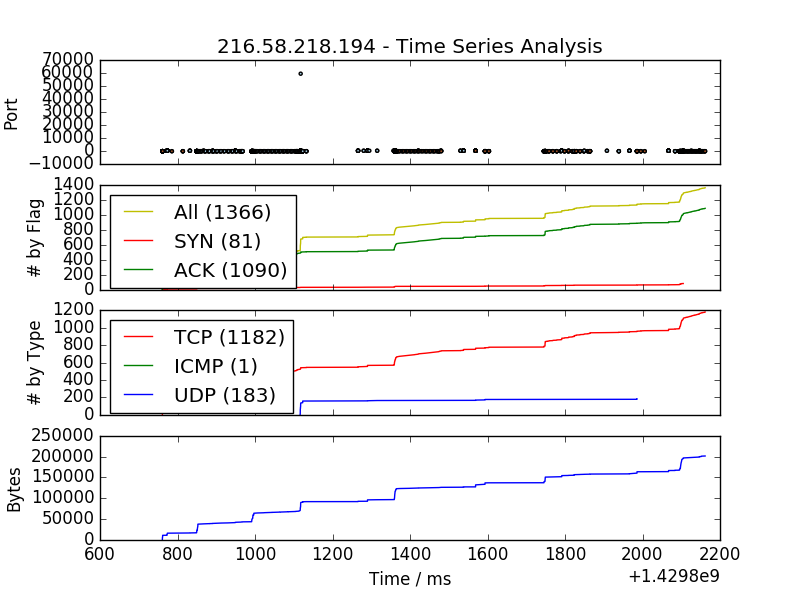 216.58.218.194 - Time Series Analysis
70000
60000
50000
40000
30000
20000
10000
0
−10000
Port
1400
1200
1000
800
600
400
200
0
# by Flag
All (1366)
SYN (81)
ACK (1090)
1200
1000
800
600
400
200
0
# by Type
TCP (1182)
ICMP (1)
UDP (183)
250000
200000
150000
100000
50000
0
Bytes
600 800 1000 1200 1400 1600 1800 2000 2200
Time / ms
+1.4298e9